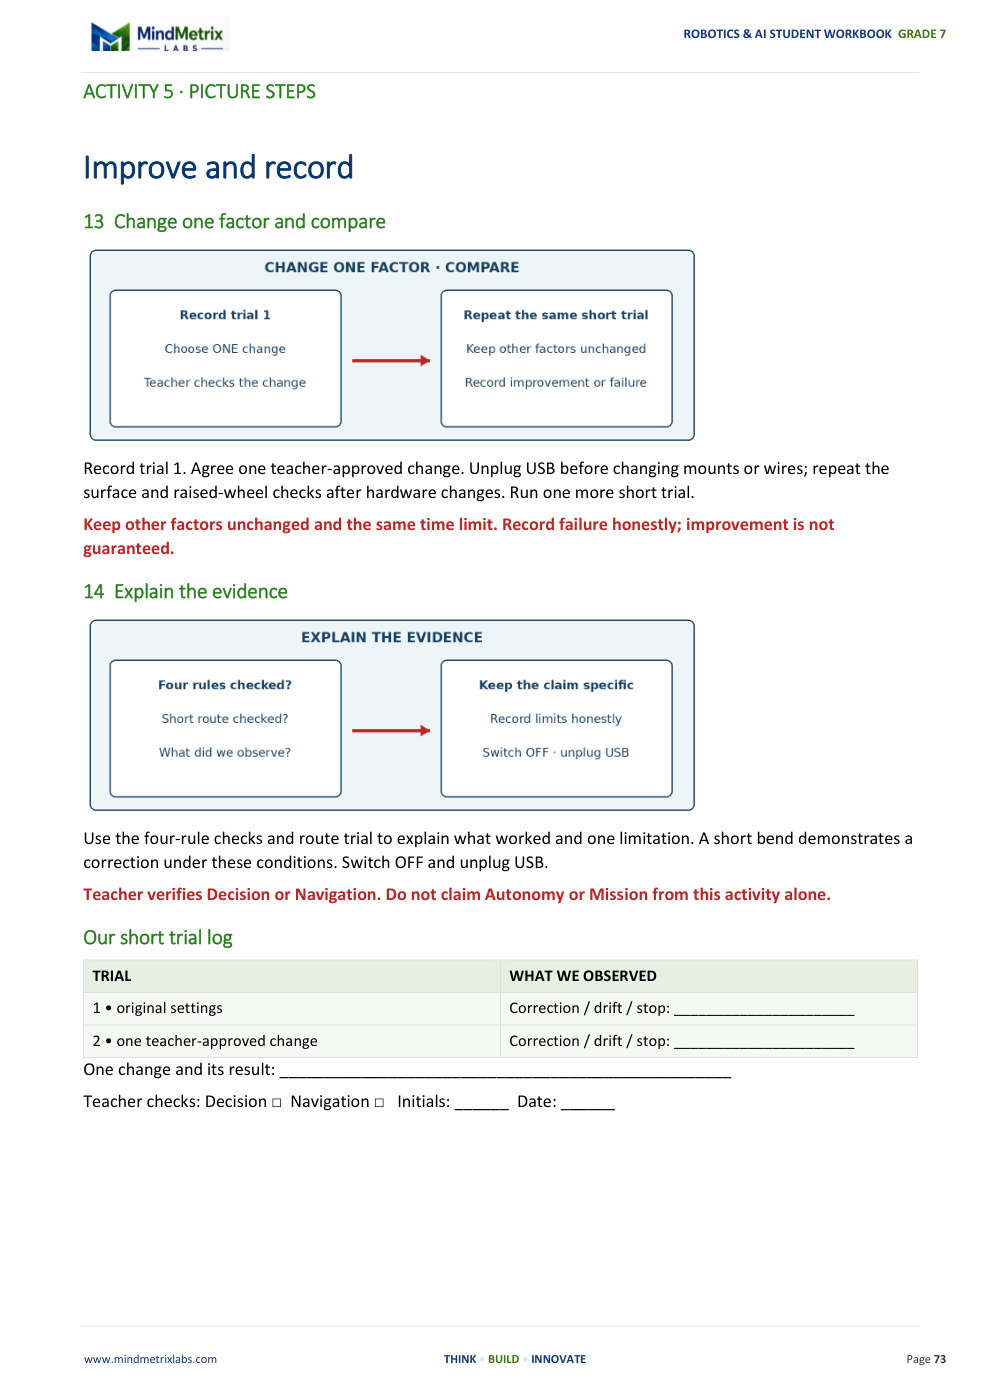 MindMetrix
LABS
ROBOTICS & AI STUDENT WORKBOOK GRADE 7
ACTIVITY 5 · PICTURE STEPS
Improve and record
13 Change one factor and compare
CHANGE ONE FACTOR · COMPARE
Record trial 1
Choose ONE change
Teacher checks the change
Repeat the same short trial
Keep other factors unchanged
Record improvement or failure
Record trial 1. Agree one teacher-approved change. Unplug USB before changing mounts or wires; repeat the
surface and raised-wheel checks after hardware changes. Run one more short trial.
Keep other factors unchanged and the same time limit. Record failure honestly; improvement is not
guaranteed.
14 Explain the evidence
EXPLAIN THE EVIDENCE
Four rules checked?
Short route checked?
What did we observe?
Keep the claim specific
Record limits honestly
Switch OFF · unplug USB
Use the four-rule checks and route trial to explain what worked and one limitation. A short bend demonstrates a
correction under these conditions. Switch OFF and unplug USB.
Teacher verifies Decision or Navigation. Do not claim Autonomy or Mission from this activity alone.
Our short trial log
TRIAL WHAT WE OBSERVED
1 • original settings Correction / drift / stop: ______________________
2 • one teacher-approved change Correction / drift / stop: ______________________
One change and its result: __________________________________________________
Teacher checks: Decision □ Navigation □ Initials: ______ Date: ______
www.mindmetrixlabs.com THINK • BUILD • INNOVATE Page 73